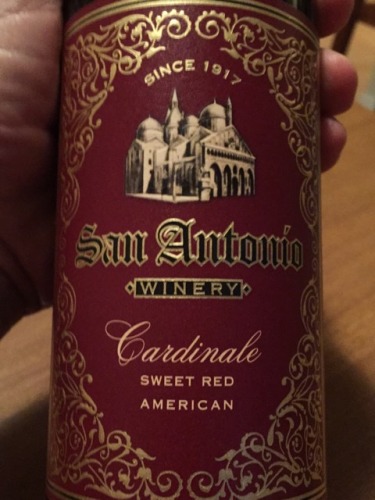 SINCE 1917
San Antonio
WINERY
Cardinale
SWEET RED
AMERICAN